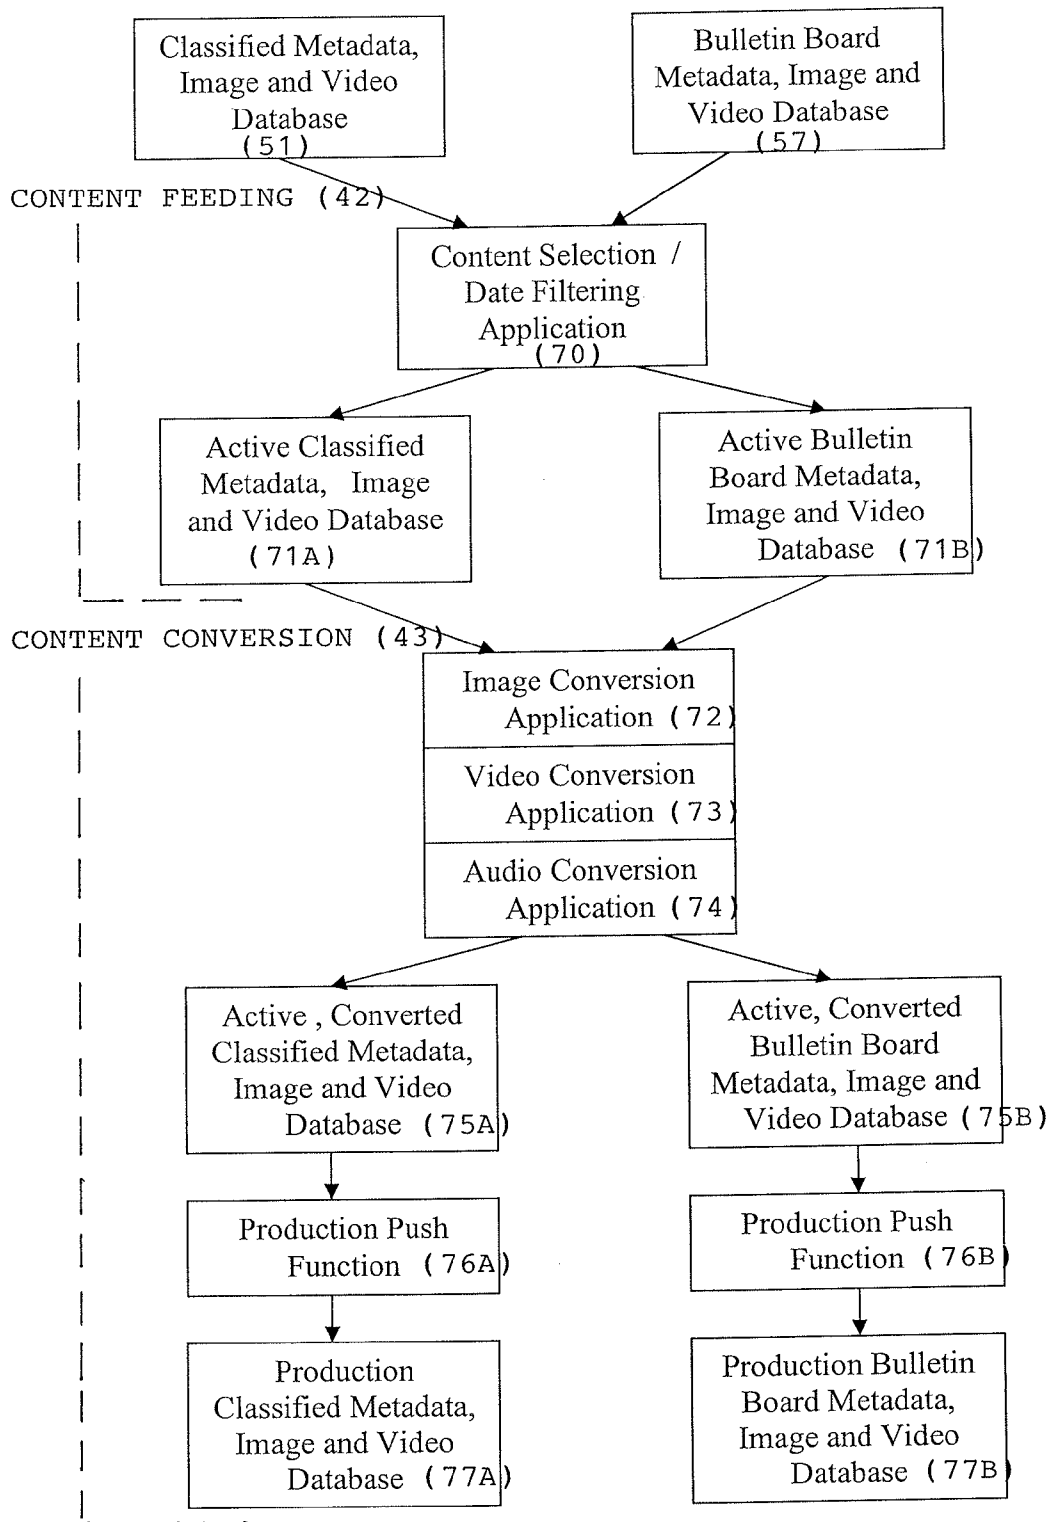 Classified Metadata,
Image and Video
Database
(51)
Bulletin Board
Metadata, Image and
Video Database
(57)
CONTENT FEEDING (42)
Content Selection /
Date Filtering
Application
(70)
Active Classified
Metadata, Image
and Video Database
(71A)
Active Bulletin
Board Metadata,
Image and Video
Database (71B)
CONTENT CONVERSION (43)
Image Conversion
Application (72)
Video Conversion
Application (73)
Audio Conversion
Application (74)
Active , Converted
Classified Metadata,
Image and Video
Database (75A)
Active, Converted
Bulletin Board
Metadata, Image and
Video Database (75B)
Production Push
Function (76A)
Production Push
Function (76B)
Production
Classified Metadata,
Image and Video
Database (77A)
Production Bulletin
Board Metadata,
Image and Video
Database (77B)